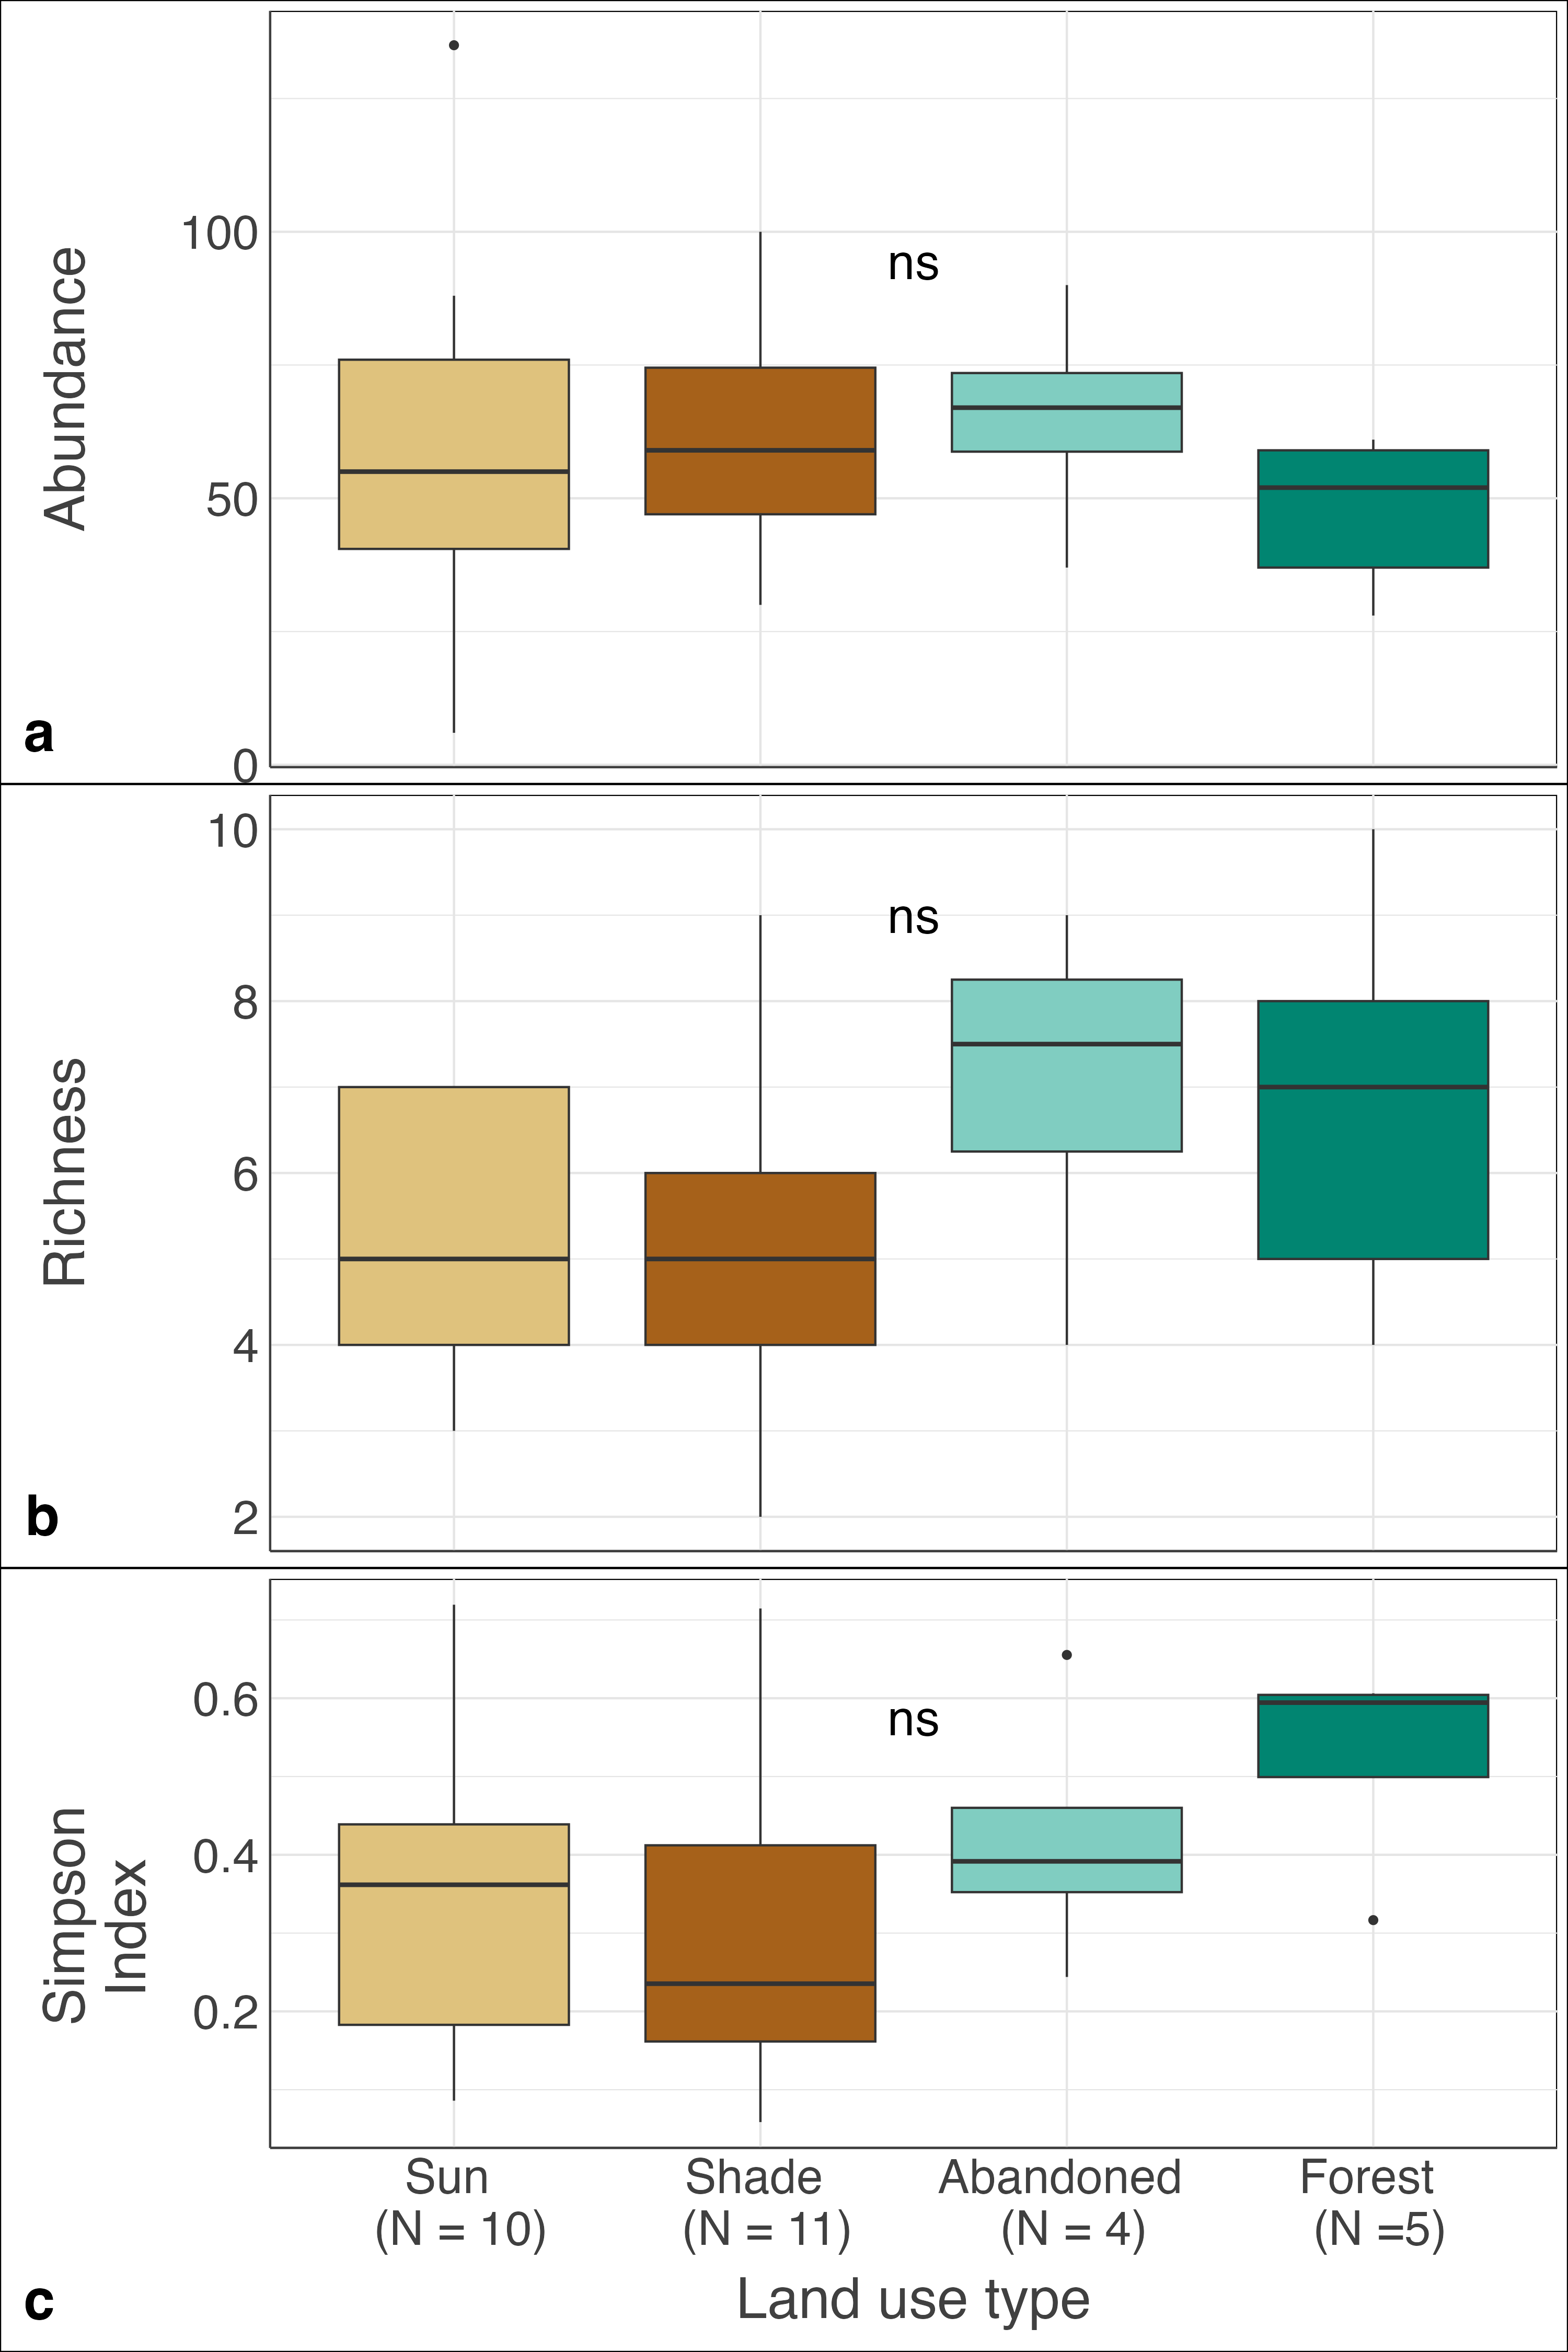 Abundance
100
50
0
ns
a
Richness
10
8
6
4
2
ns
b
Simpson
Index
0.6
0.4
0.2
ns
Sun
(N = 10)
Shade
(N = 11)
Abandoned
(N = 4)
Forest
(N =5)
Land use type
c